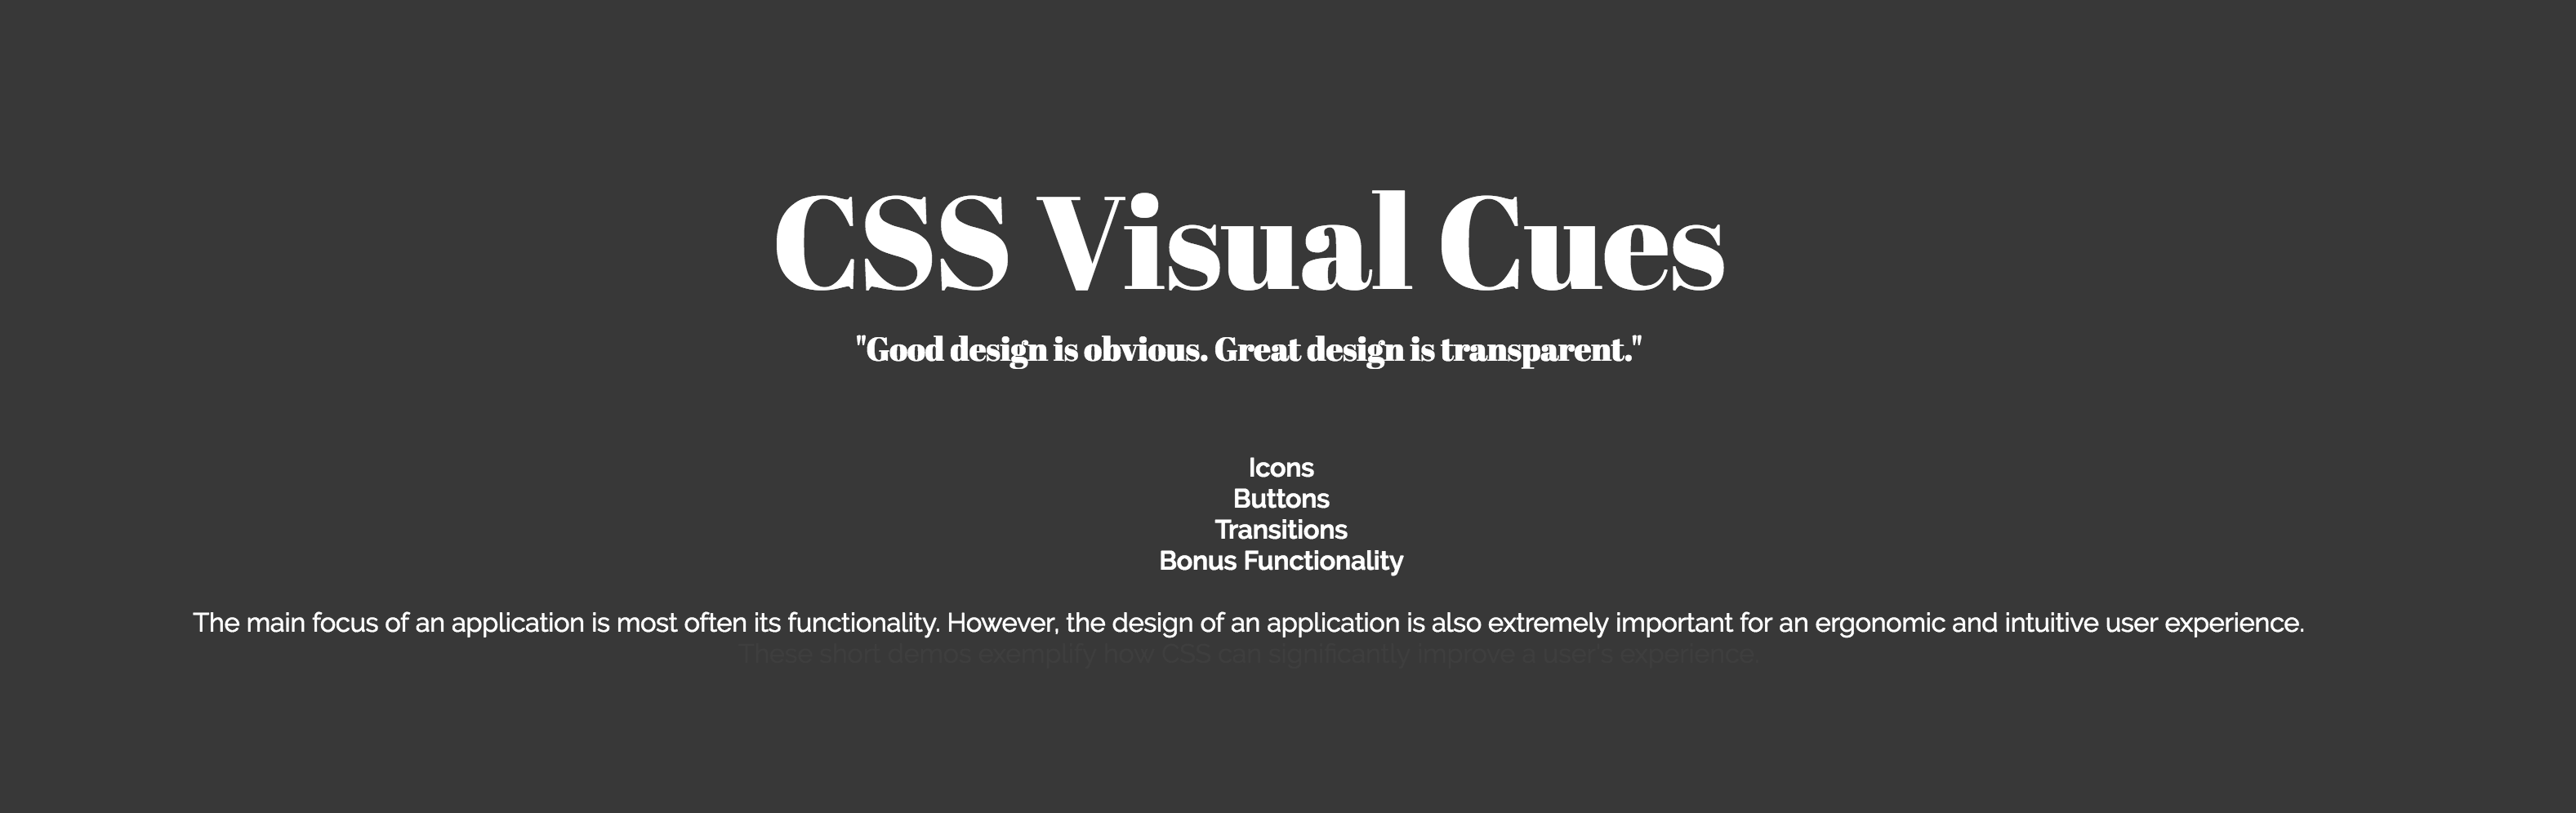 CSS Visual Cues
"Good design is obvious. Great design is transparent."
Icons
Buttons
Transitions
Bonus Functionality
The main focus of an application is most often its functionality. However, the design of an application is also extremely important for an ergonomic and intuitive user experience.
These short demos exemplify how CSS can significantly improve a user's experience.